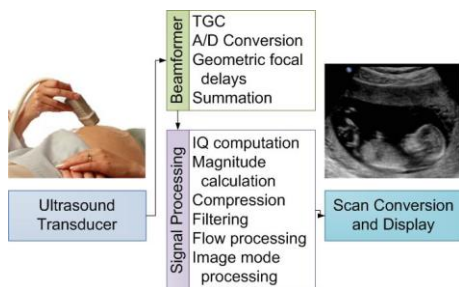 Beamformer
TGC
A/D Conversion
Geometric focal
delays
Summation
Signal Processing
IQ computation
Magnitude
calculation
Compression
Filtering
Flow processing
Image mode
processing
Ultrasound
Transducer
Scan Conversion
and Display